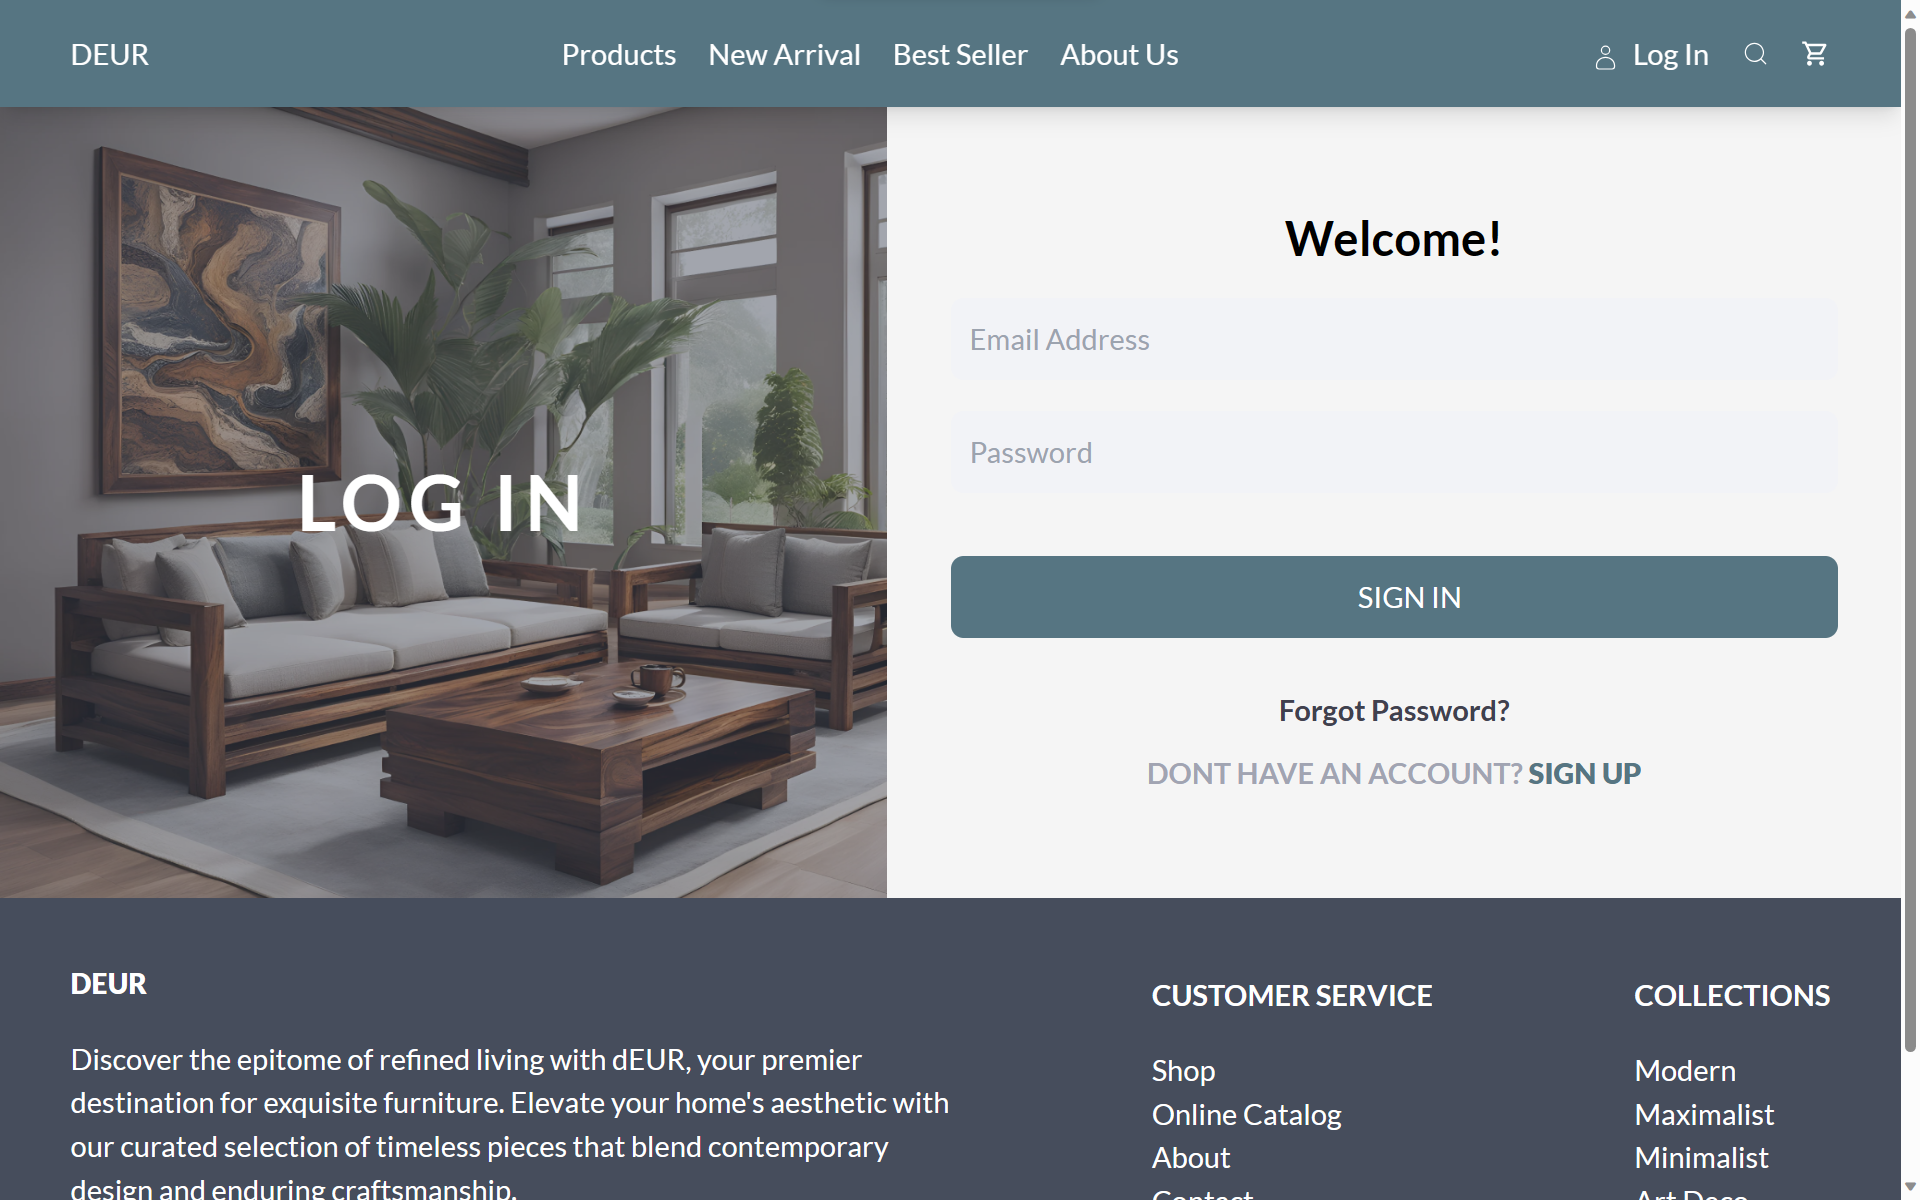 DEUR
Products
New Arrival
Best Seller
About Us
Log In
LOG IN
Welcome!
Email Address
Password
SIGN IN
Forgot Password?
DONT HAVE AN ACCOUNT? SIGN UP
DEUR
Discover the epitome of refined living with dEUR, your premier
destination for exquisite furniture. Elevate your home's aesthetic with
our curated selection of timeless pieces that blend contemporary
design and enduring craftsmanship.
CUSTOMER SERVICE
Shop
Online Catalog
About
Contact
COLLECTIONS
Modern
Maximalist
Minimalist
Art Deco